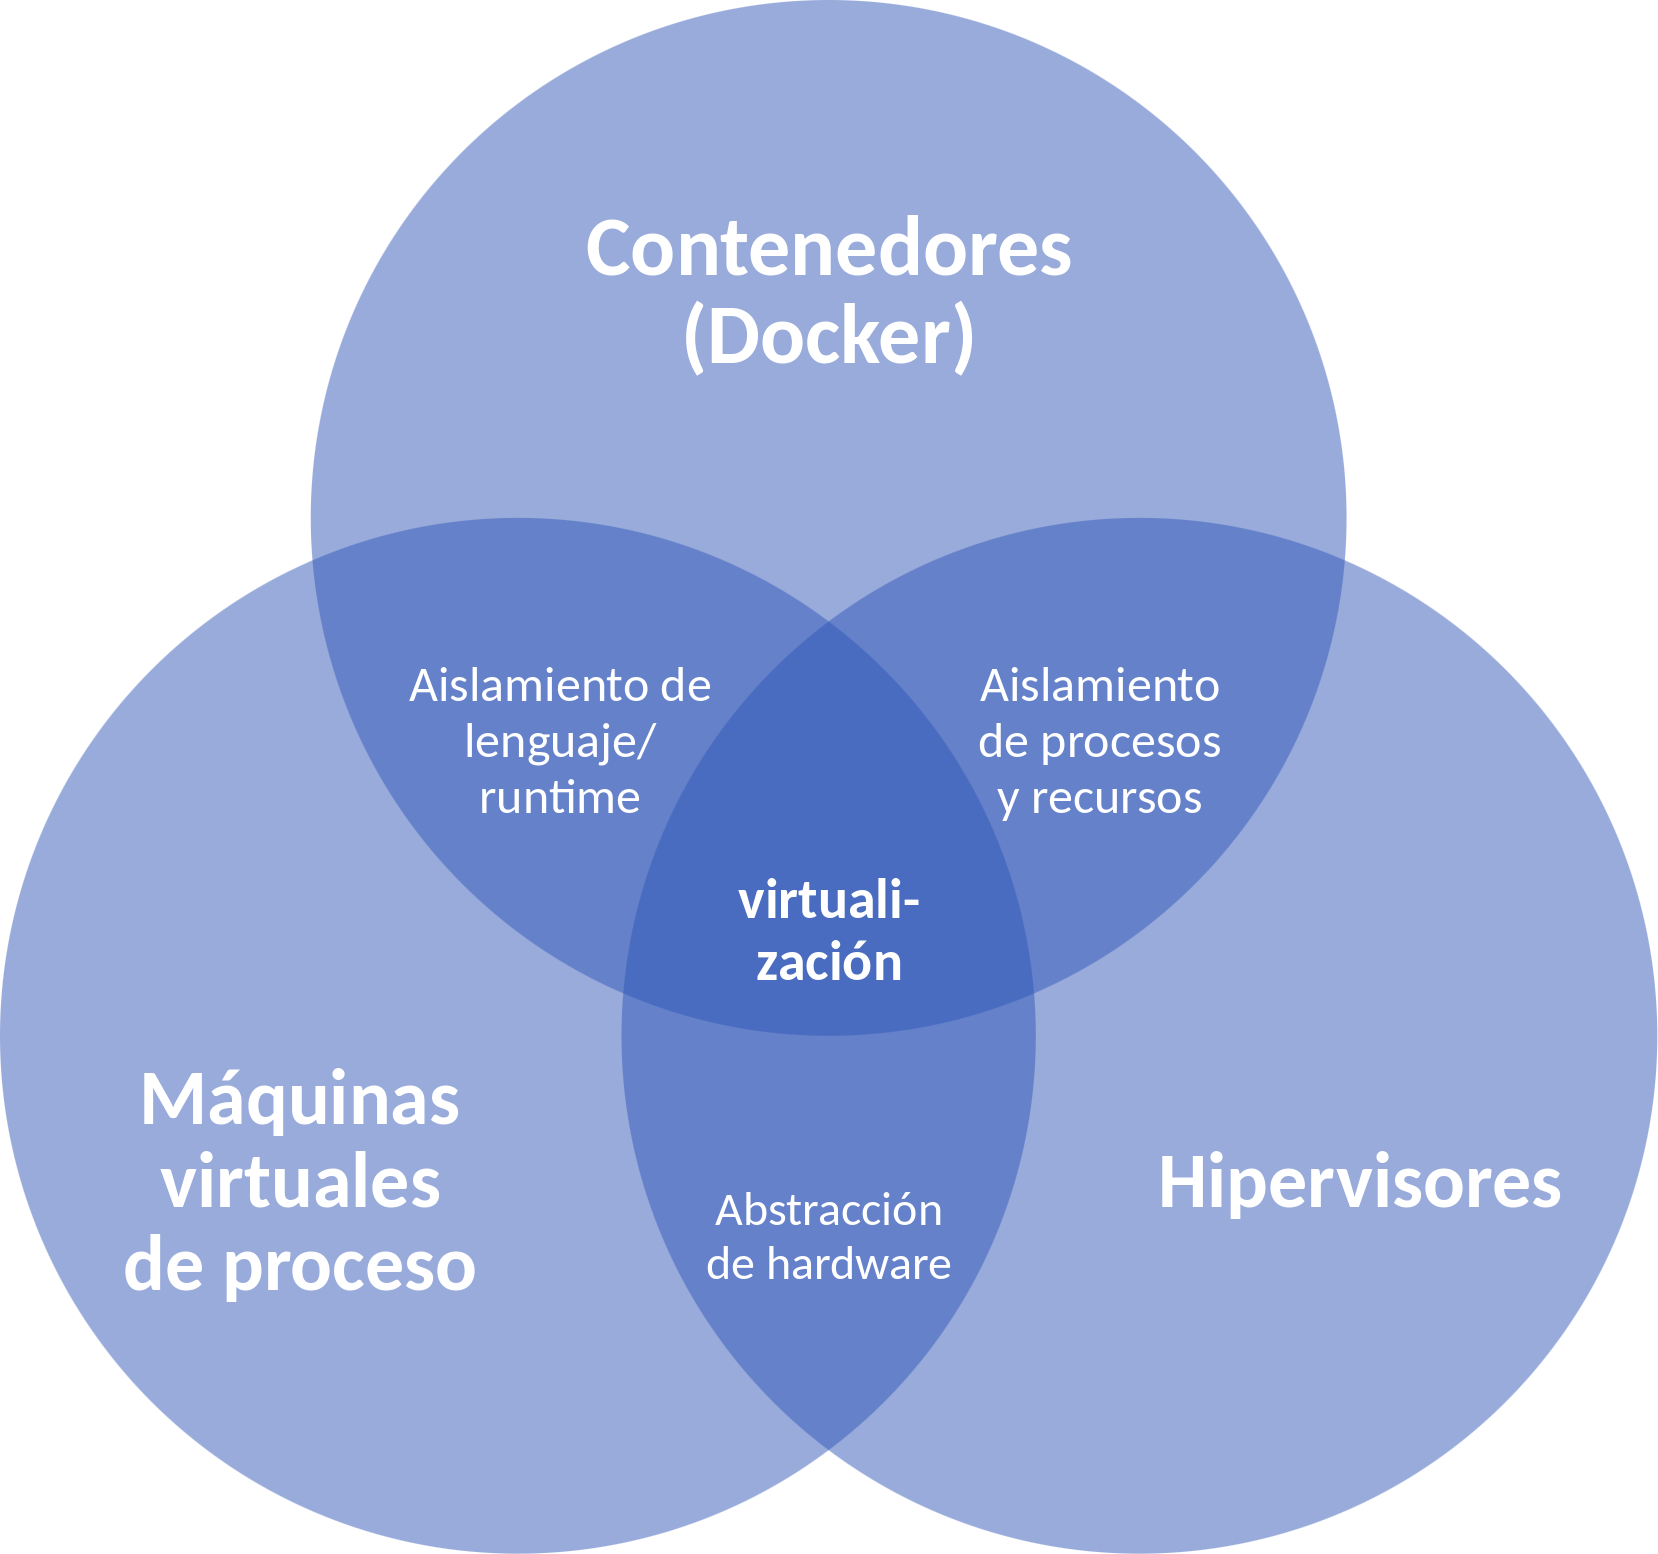 Contenedores
(Docker)
Aislamiento de
lenguaje/
runtime
Aislamiento
de procesos
y recursos
virtuali-
zación
Máquinas
virtuales
de proceso
Hipervisores
Abstracción
de hardware